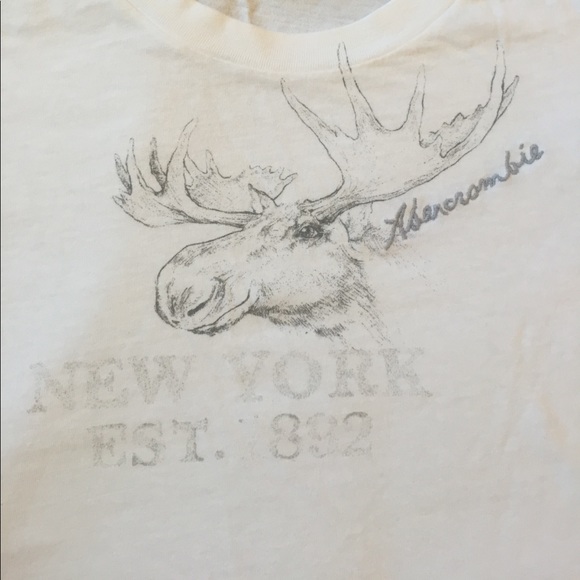 Abercrombie
NEW YORK
EST. 1892